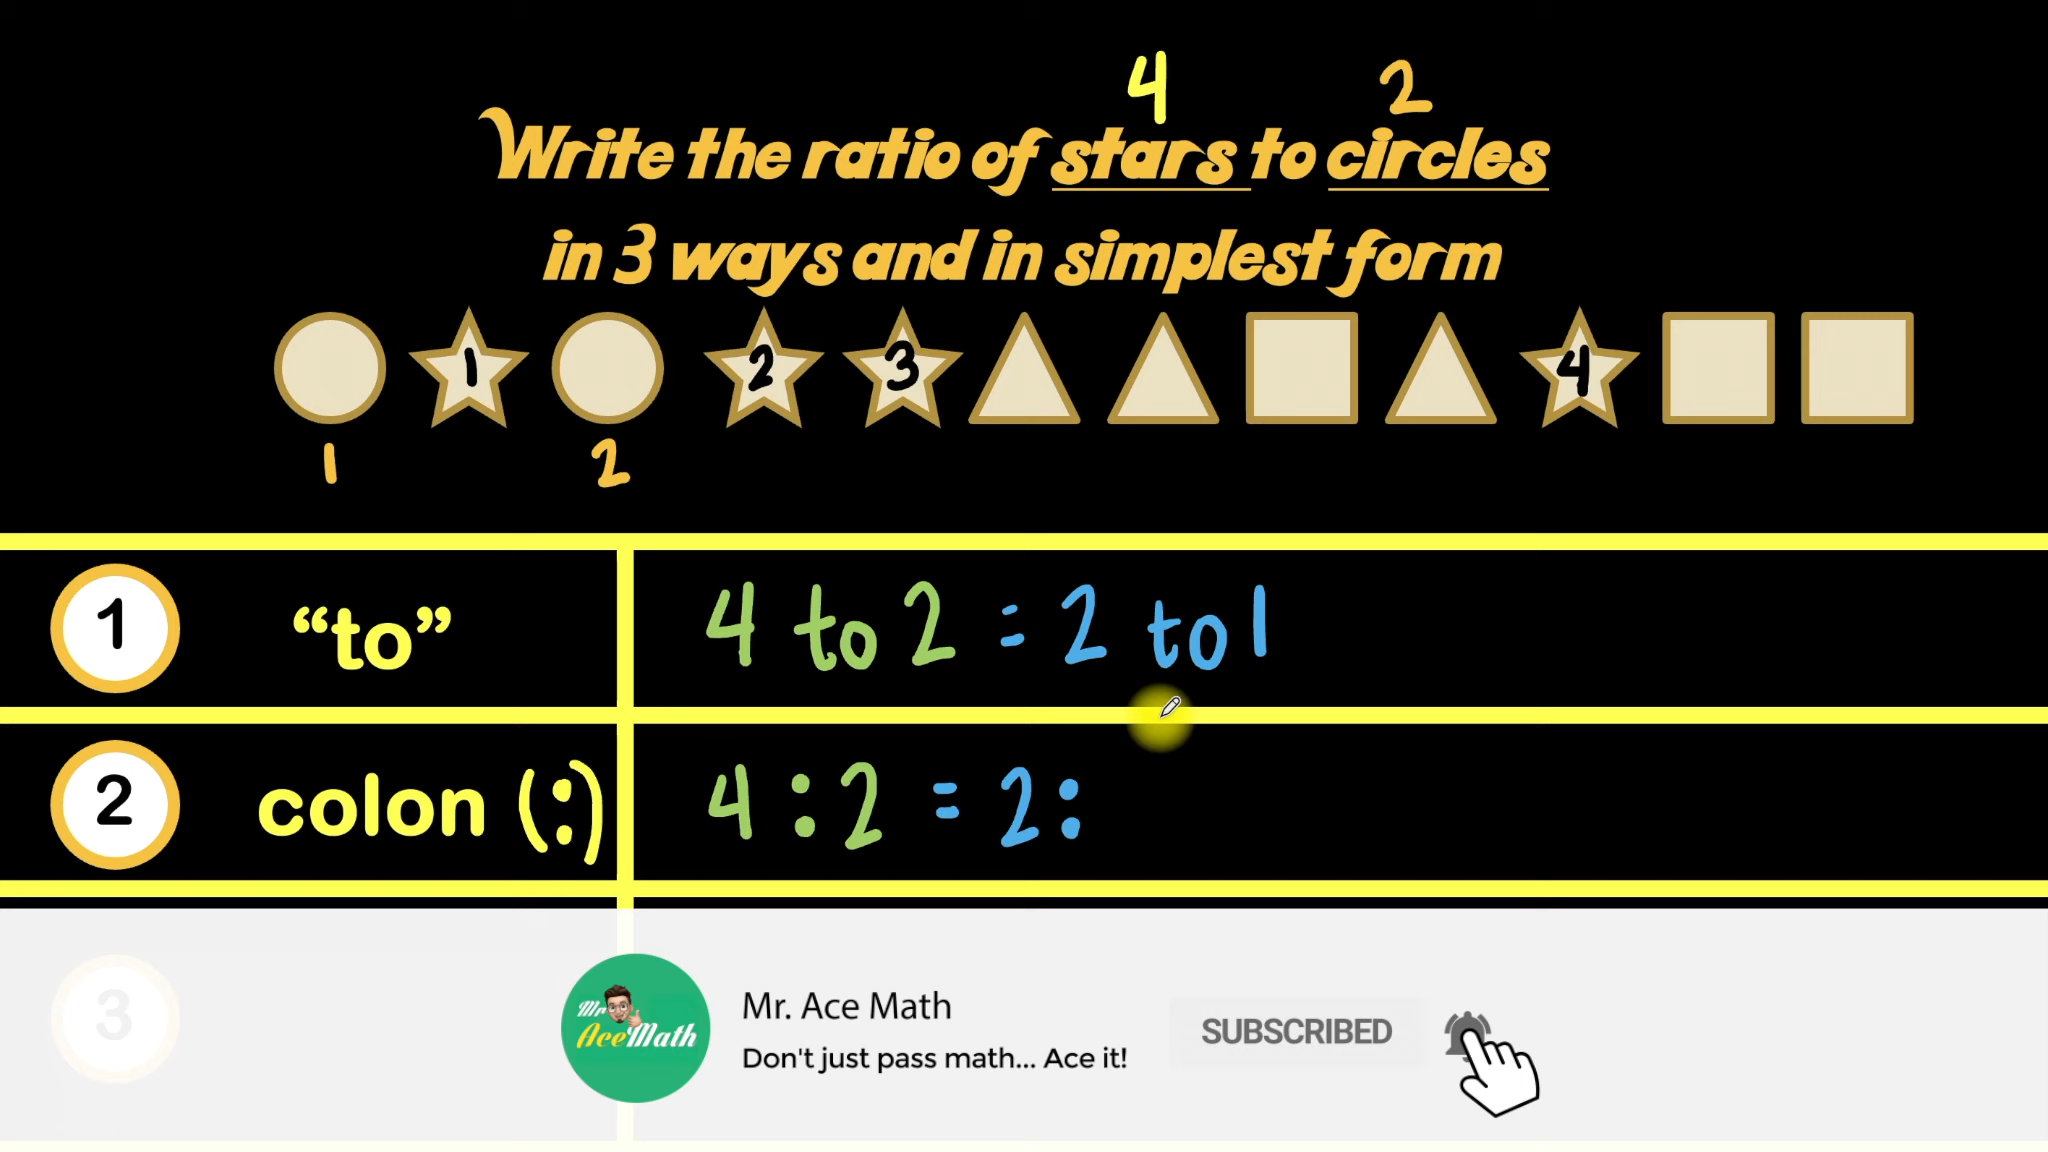 4 2
Write the ratio of stars to circles
in 3 ways and in simplest form
1 2 3 4
1 2
1 “to” 4 to 2 = 2 to 1
2 colon (:) 4 : 2 = 2 :
3
Mr AceMath
Mr. Ace Math
Don't just pass math... Ace it!
SUBSCRIBED